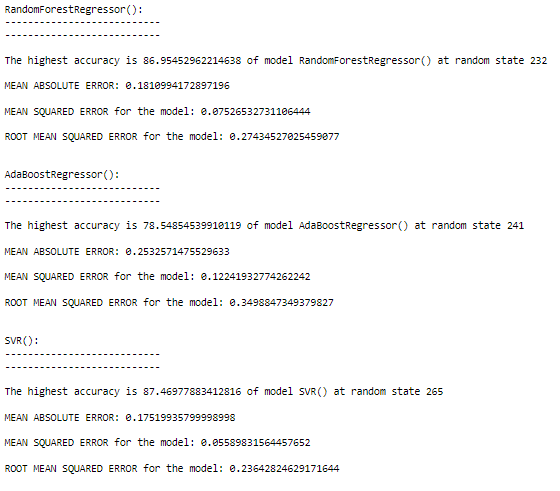 RandomForestRegressor():
---------------------------
---------------------------
The highest accuracy is 86.95452962214638 of model RandomForestRegressor() at random state 232
MEAN ABSOLUTE ERROR: 0.1810994172897196
MEAN SQUARED ERROR for the model: 0.07526532731106444
ROOT MEAN SQUARED ERROR for the model: 0.27434527025459077
AdaBoostRegressor():
---------------------------
---------------------------
The highest accuracy is 78.54854539910119 of model AdaBoostRegressor() at random state 241
MEAN ABSOLUTE ERROR: 0.2532571475529633
MEAN SQUARED ERROR for the model: 0.12241932774262242
ROOT MEAN SQUARED ERROR for the model: 0.3498847349379827
SVR():
---------------------------
---------------------------
The highest accuracy is 87.46977883412816 of model SVR() at random state 265
MEAN ABSOLUTE ERROR: 0.17519935799998998
MEAN SQUARED ERROR for the model: 0.05589831564457652
ROOT MEAN SQUARED ERROR for the model: 0.23642824629171644